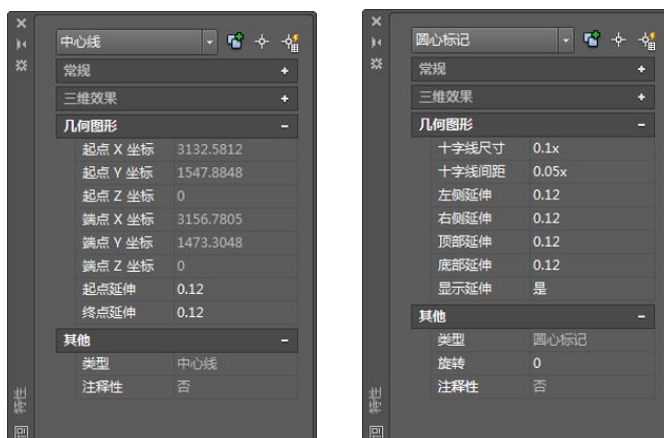 中心线
常规
三维效果
几何图形
起点 X 坐标 3132.5812
起点 Y 坐标 1547.8848
起点 Z 坐标 0
端点 X 坐标 3156.7805
端点 Y 坐标 1473.3048
端点 Z 坐标 0
起点延伸 0.12
终点延伸 0.12
其他
类型 中心线
注释性 否
特性
圆心标记
常规
三维效果
几何图形
十字线尺寸 0.1x
十字线间距 0.05x
左侧延伸 0.12
右侧延伸 0.12
顶部延伸 0.12
底部延伸 0.12
显示延伸 是
其他
类型 圆心标记
旋转 0
注释性 否
特性